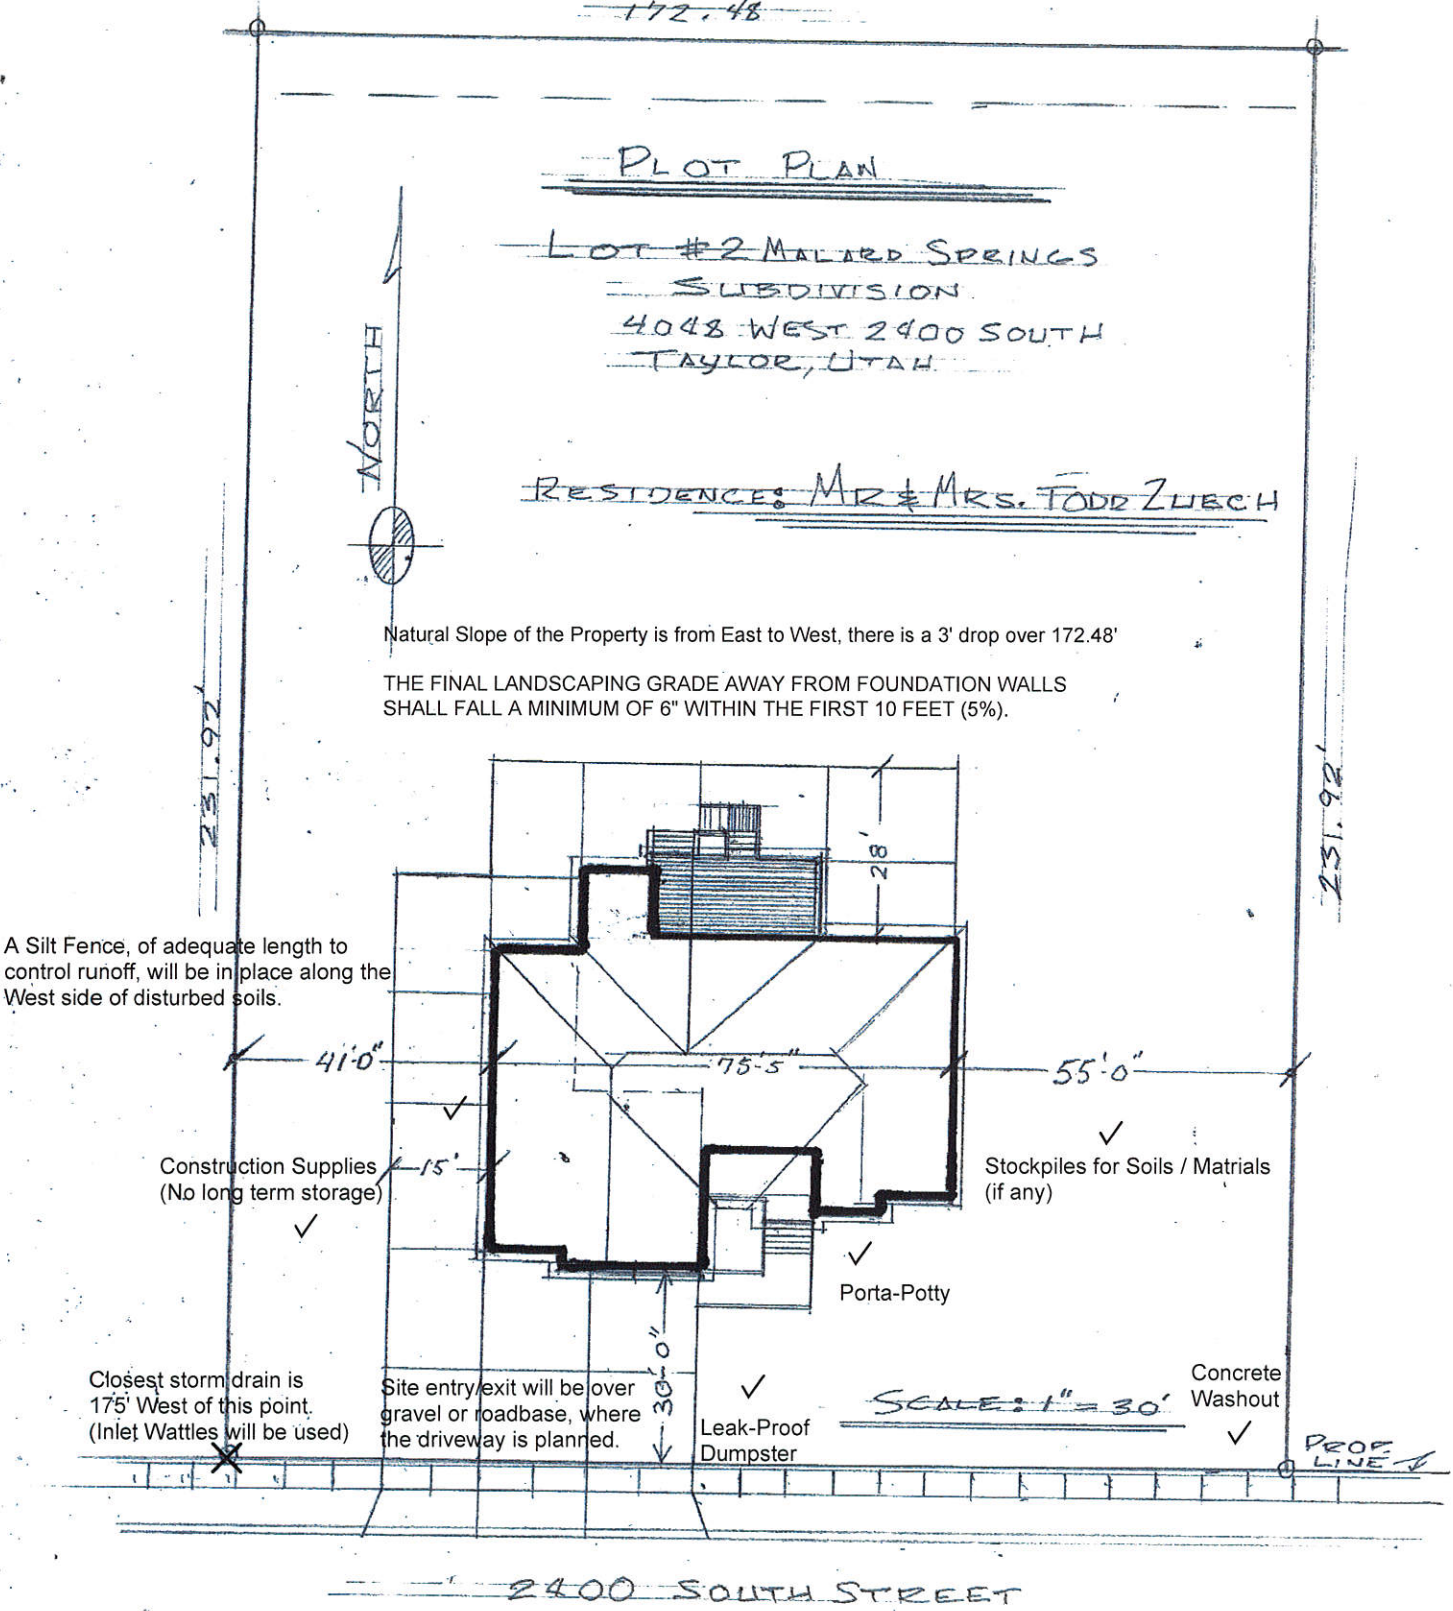 172.48
PLOT PLAN
LOT #2 MALARD SPRINGS
SUBDIVISION
4048 WEST 2400 SOUTH
TAYLOR, UTAH
NORTH
RESIDENCE: MR & MRS. TODD ZUECH
Natural Slope of the Property is from East to West, there is a 3' drop over 172.48'
THE FINAL LANDSCAPING GRADE AWAY FROM FOUNDATION WALLS
SHALL FALL A MINIMUM OF 6" WITHIN THE FIRST 10 FEET (5%).
231.92'
231.92'
28'
A Silt Fence, of adequate length to
control runoff, will be in place along the
West side of disturbed soils.
41'-0"
75'-5"
55'-0"
Construction Supplies
(No long term storage)
15'
Stockpiles for Soils / Matrials
(if any)
Porta-Potty
30'-0"
Closest storm drain is
175' West of this point.
(Inlet Wattles will be used)
Site entry/exit will be over
gravel or roadbase, where
the driveway is planned.
Leak-Proof
Dumpster
SCALE: 1" = 30'
Concrete
Washout
PROP.
LINE
2400 SOUTH STREET